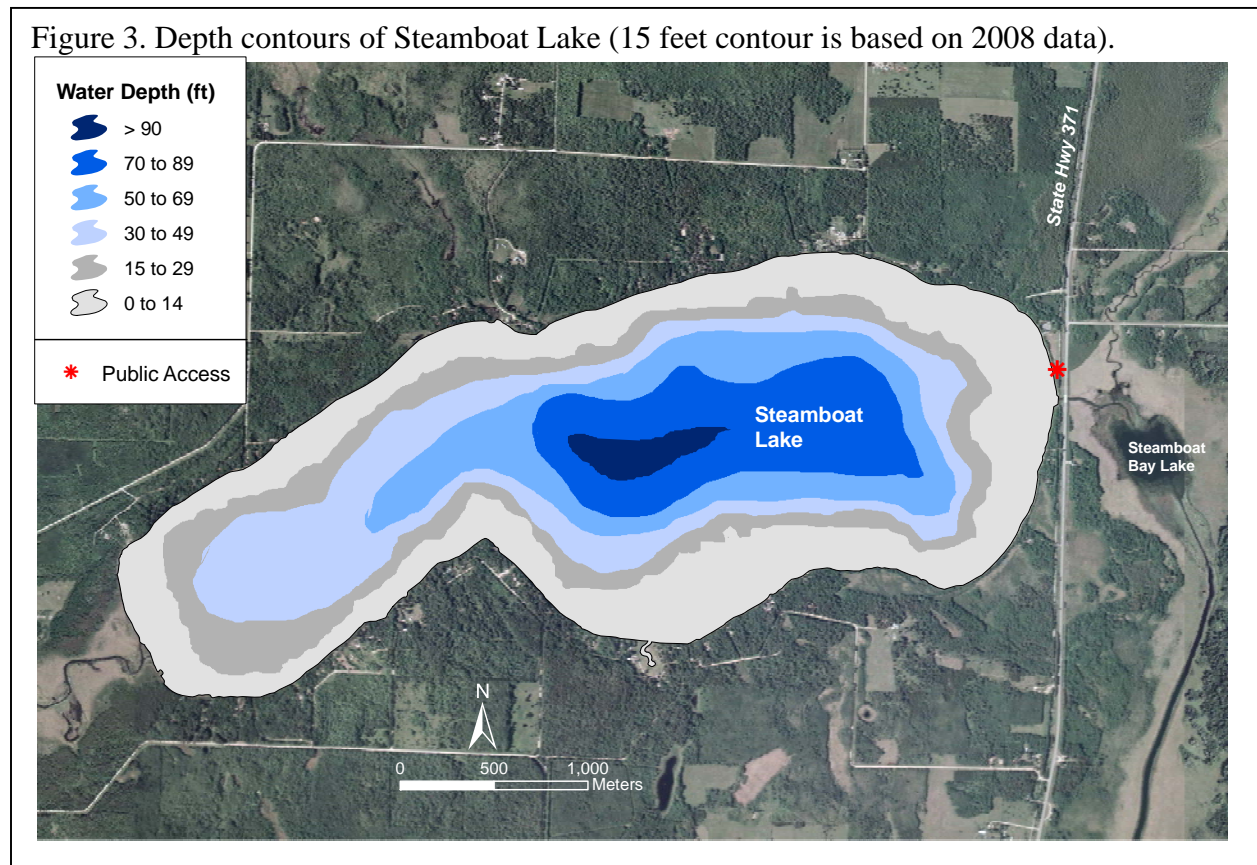 Figure 3. Depth contours of Steamboat Lake (15 feet contour is based on 2008 data).
Water Depth (ft)
> 90
70 to 89
50 to 69
30 to 49
15 to 29
0 to 14
Public Access
State Hwy 371
Steamboat
Lake
Steamboat
Bay Lake
N
0 500 1,000
Meters